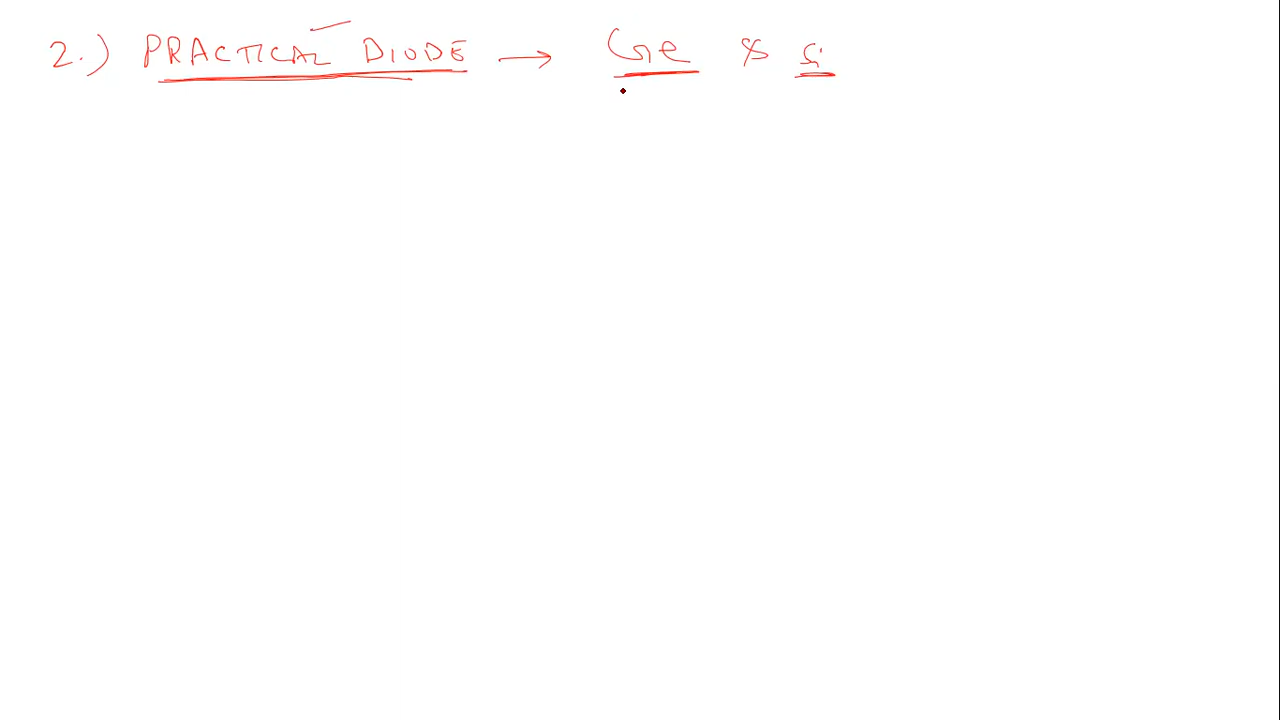 2.) PRACTICAL DIODE → Ge & Si